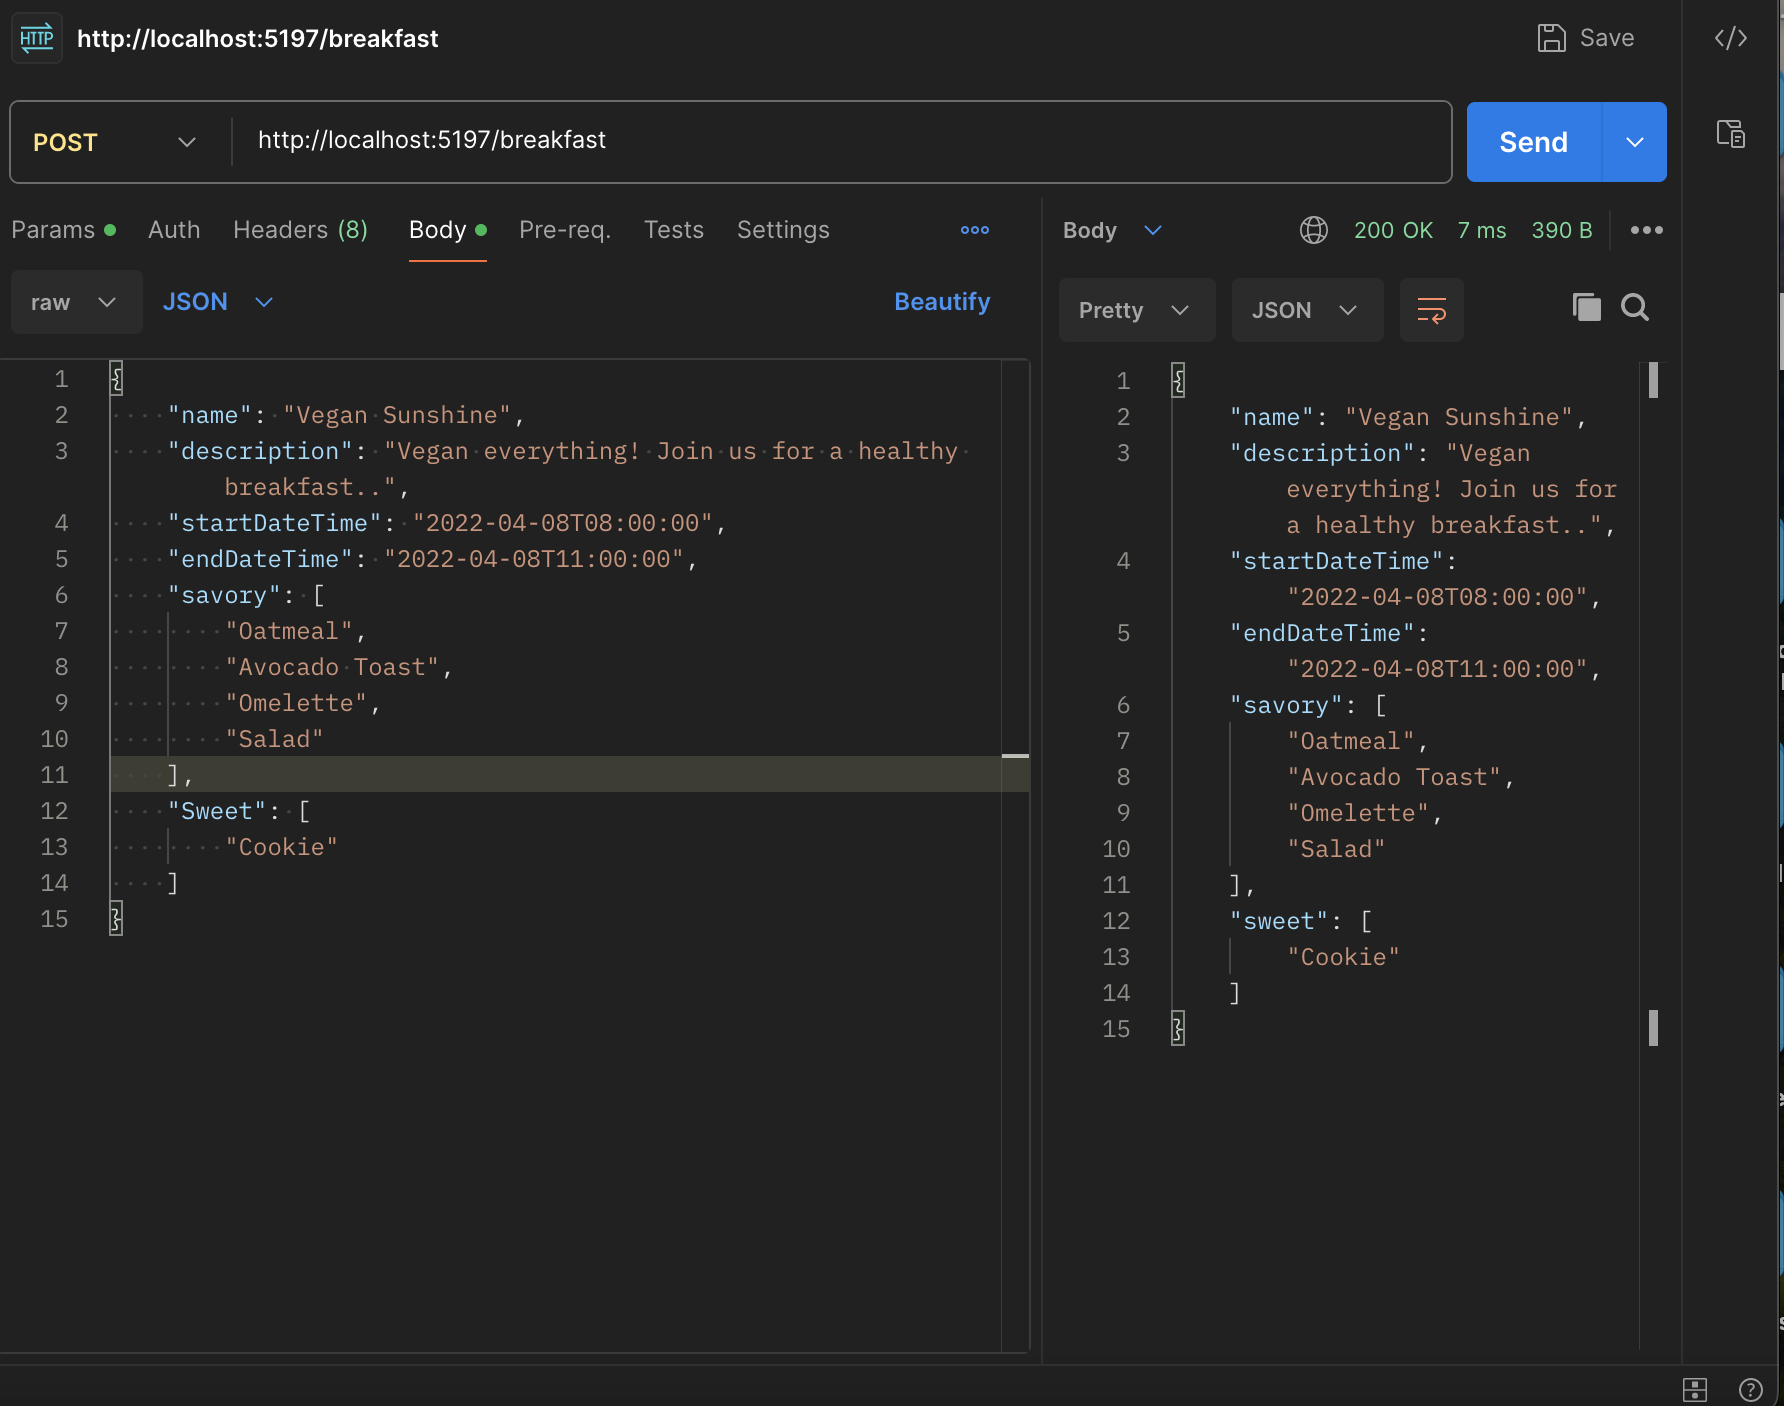 HTTP http://localhost:5197/breakfast Save
POST http://localhost:5197/breakfast Send
Params Auth Headers (8) Body Pre-req. Tests Settings
raw JSON Beautify
1 {
2 "name": "Vegan Sunshine",
3 "description": "Vegan everything! Join us for a healthy
breakfast..",
4 "startDateTime": "2022-04-08T08:00:00",
5 "endDateTime": "2022-04-08T11:00:00",
6 "savory": [
7 "Oatmeal",
8 "Avocado Toast",
9 "Omelette",
10 "Salad"
11 ],
12 "Sweet": [
13 "Cookie"
14 ]
15 }
Body 200 OK 7 ms 390 B
Pretty JSON
1 {
2 "name": "Vegan Sunshine",
3 "description": "Vegan
everything! Join us for
a healthy breakfast..",
4 "startDateTime":
"2022-04-08T08:00:00",
5 "endDateTime":
"2022-04-08T11:00:00",
6 "savory": [
7 "Oatmeal",
8 "Avocado Toast",
9 "Omelette",
10 "Salad"
11 ],
12 "sweet": [
13 "Cookie"
14 ]
15 }